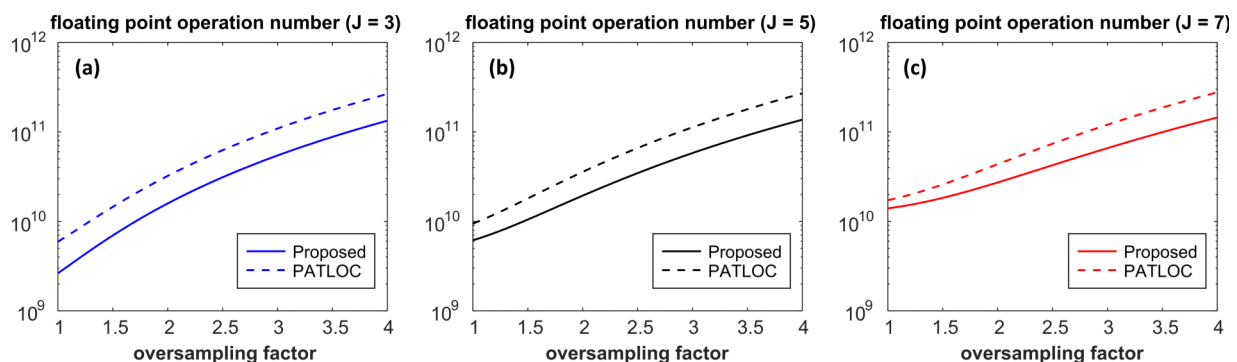 floating point operation number (J = 3)
10^12
(a)
10^11
10^10
Proposed
PATLOC
10^9
1 1.5 2 2.5 3 3.5 4
oversampling factor
floating point operation number (J = 5)
10^12
(b)
10^11
10^10
Proposed
PATLOC
10^9
1 1.5 2 2.5 3 3.5 4
oversampling factor
floating point operation number (J = 7)
10^12
(c)
10^11
10^10
Proposed
PATLOC
10^9
1 1.5 2 2.5 3 3.5 4
oversampling factor